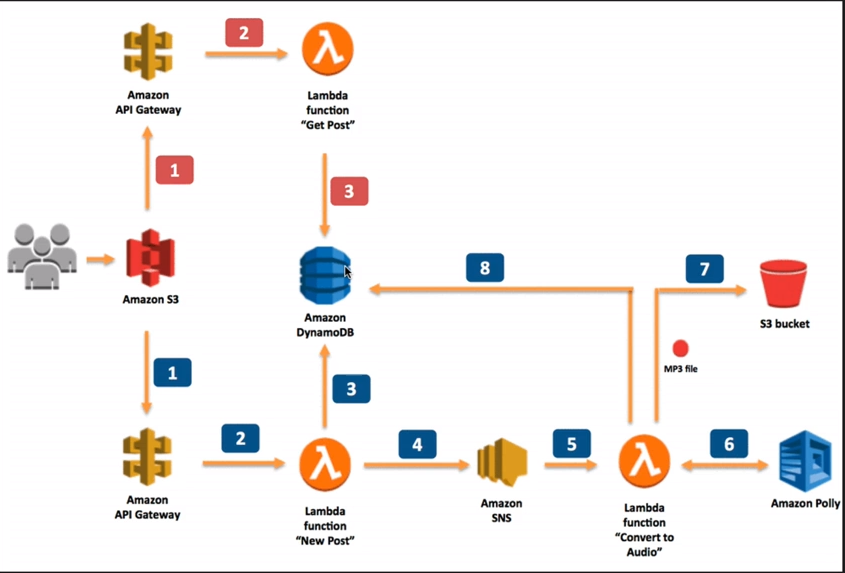 2
Amazon
API Gateway
Lambda
function
“Get Post”
1
3
Amazon S3
8
7
Amazon
DynamoDB
S3 bucket
MP3 file
1
3
2
4
5
6
Amazon
API Gateway
Lambda
function
“New Post”
Amazon
SNS
Lambda
function
“Convert to
Audio”
Amazon Polly